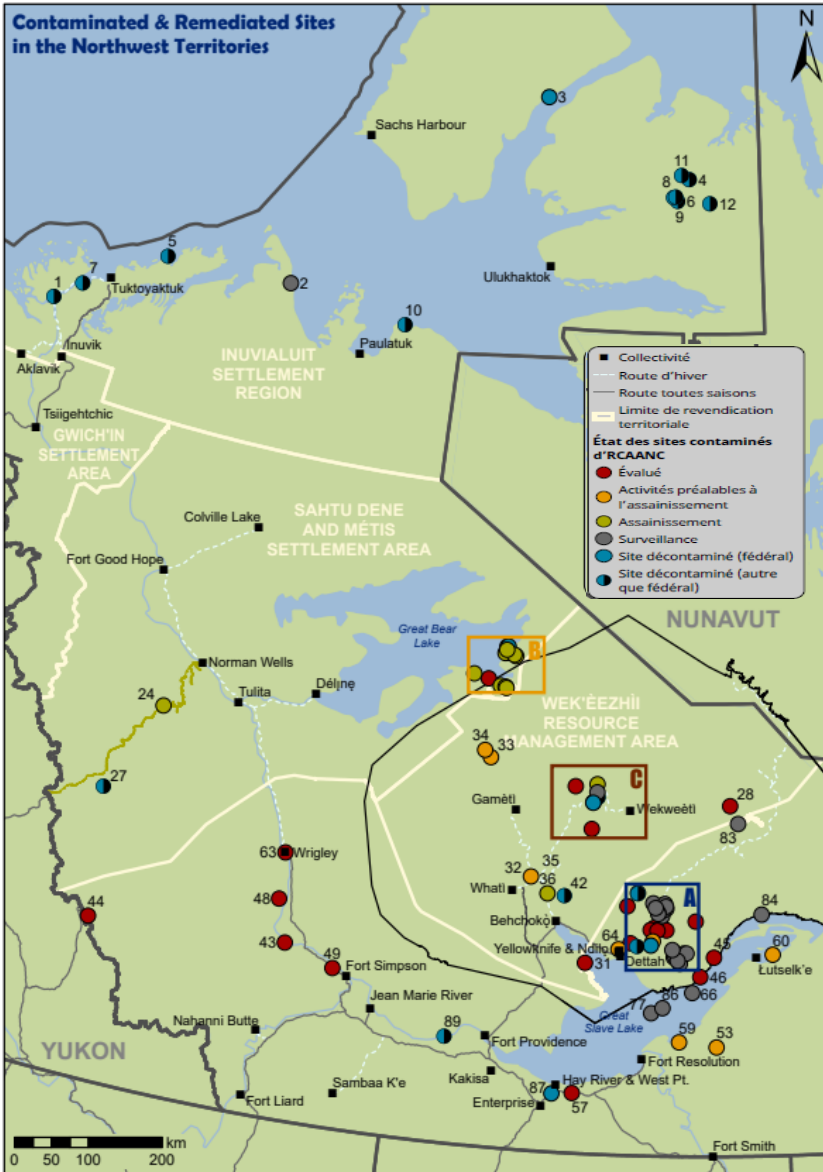 Contaminated & Remediated Sites
in the Northwest Territories
N
3
Sachs Harbour
11
8
4
6
12
9
5
7
1
Tuktoyaktuk
2
Ulukhaktok
10
Inuvik
Aklavik
Paulatuk
INUVIALUIT
SETTLEMENT
REGION
Tsiigehtchic
GWICH'IN
SETTLEMENT
AREA
Collectivité
Route d'hiver
Route toutes saisons
Limite de revendication
territoriale
État des sites contaminés
d'RCAANC
Évalué
Activités préalables à
l'assainissement
Assainissement
Surveillance
Site décontaminé (fédéral)
Site décontaminé (autre
que fédéral)
SAHTU DENE
AND MÉTIS
SETTLEMENT AREA
Colville Lake
Fort Good Hope
NUNAVUT
Great Bear
Lake
B
Norman Wells
Délı̨nę
Tulita
24
WEK'ÈEZHÌI
RESOURCE
MANAGEMENT AREA
34
33
27
C
28
Gamètì
Wekweètì
83
63
Wrigley
35
32
36
42
Whatì
A
48
44
Behchokǫ̀
84
43
64
Yellowknife & Ndilǫ
Dettah
45
60
49
31
Łutselk'e
Fort Simpson
46
66
Jean Marie River
86
77
Great
Slave Lake
Nahanni Butte
89
59
53
YUKON
Fort Providence
Fort Resolution
Kakisa
Sambaa K'e
87
Hay River & West Pt.
Fort Liard
Enterprise
57
0 50 100 200
km
Fort Smith